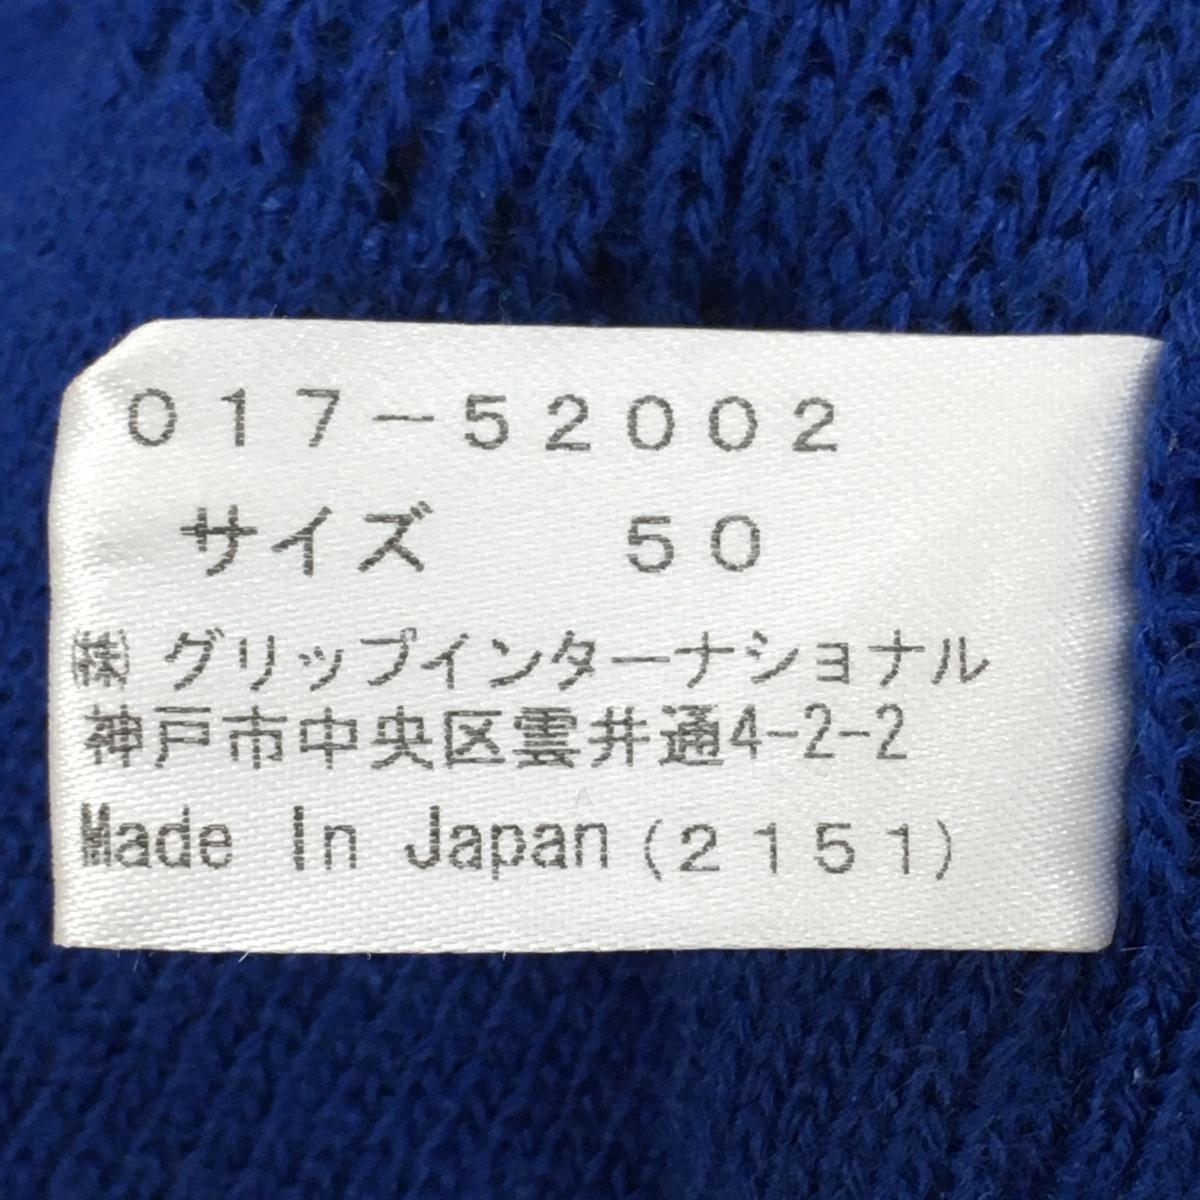 017-52002
サイズ 50
㈱グリップインターナショナル
神戸市中央区雲井通4-2-2
Made In Japan (2151)